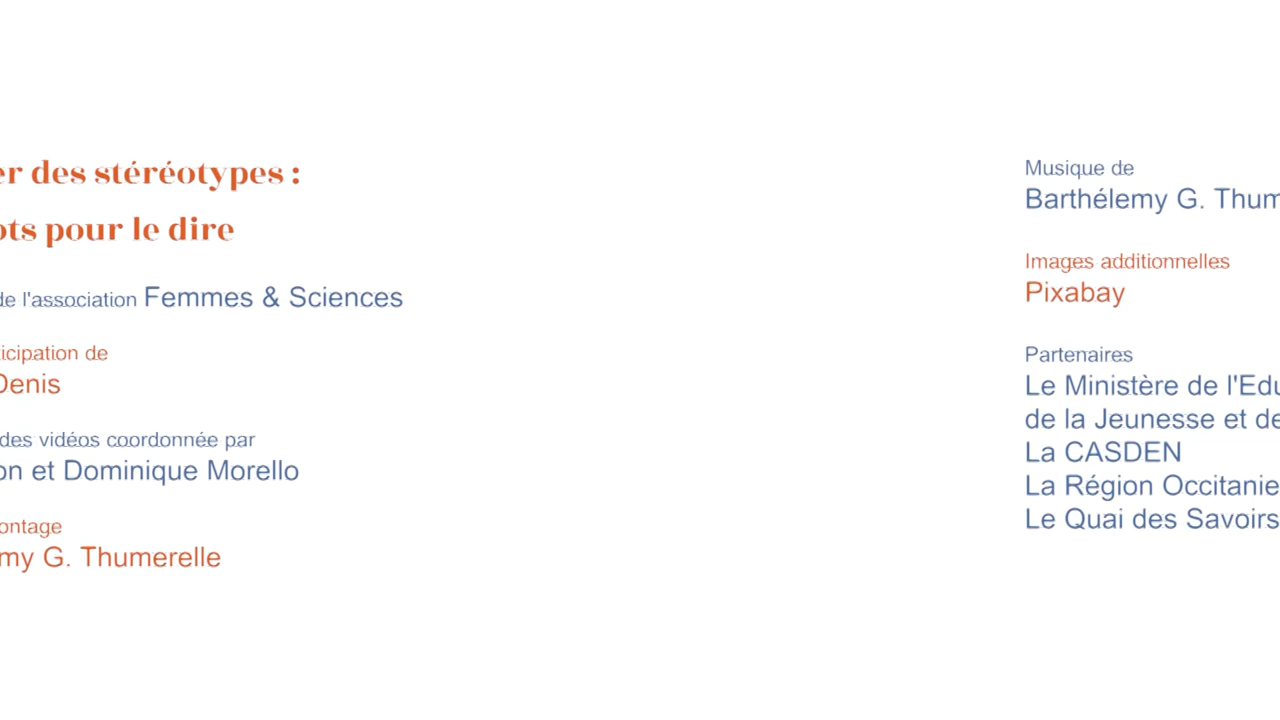 er des stéréotypes :
ots pour le dire
de l'association Femmes & Sciences
icipation de
Denis
des vidéos coordonnée par
on et Dominique Morello
ontage
my G. Thumerelle
Musique de
Barthélemy G. Thum
Images additionnelles
Pixabay
Partenaires
Le Ministère de l'Edu
de la Jeunesse et de
La CASDEN
La Région Occitanie
Le Quai des Savoirs